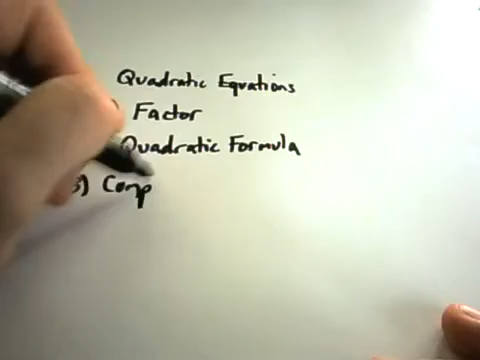 Quadratic Equations
) Factor
Quadratic Formula
3) Comp